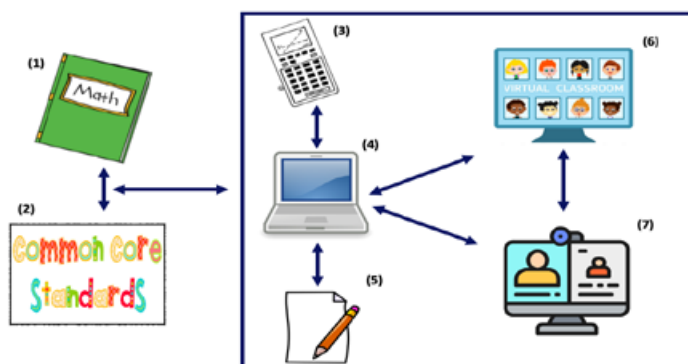 (1)
Math
(2)
Common Core
Standards
(3)
(4)
(5)
(6)
VIRTUAL CLASSROOM
(7)